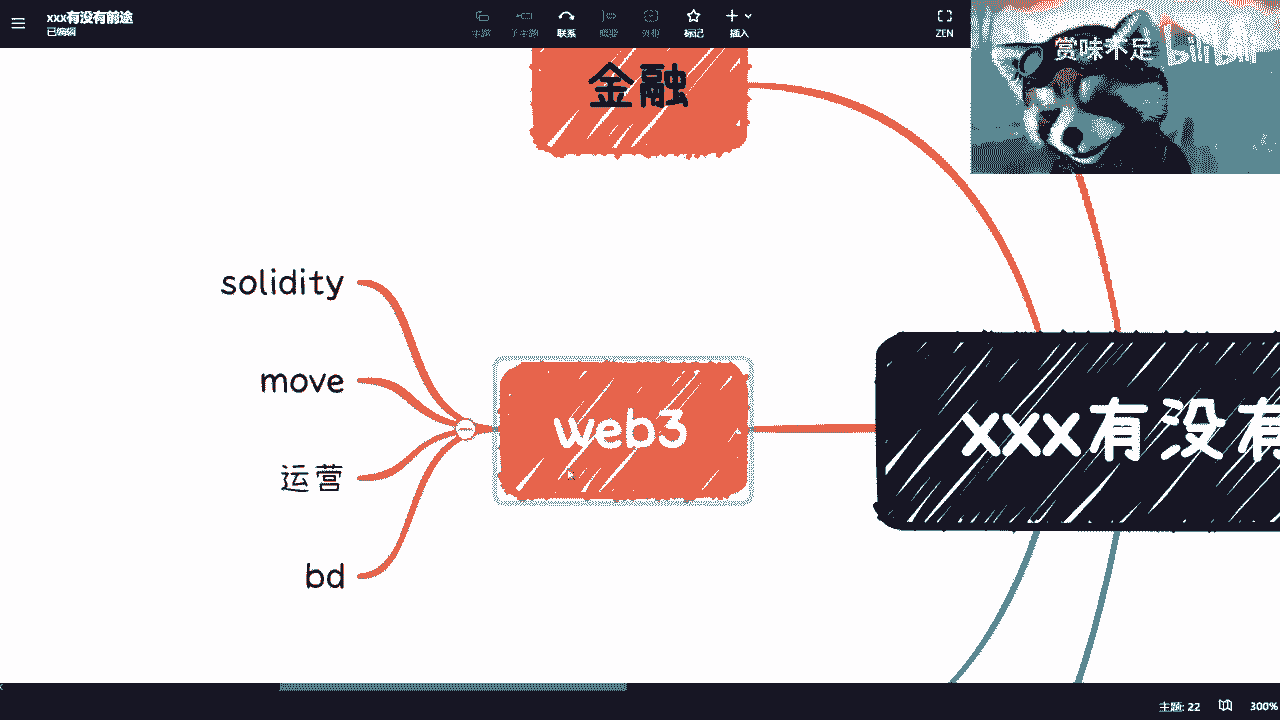 xxx有没有前途
已编辑
主题
子主题
联系
概要
外框
标记
插入
ZEN
赏味不足
金融
solidity
move
运营
bd
web3
xxx有没有
主题: 22
300%